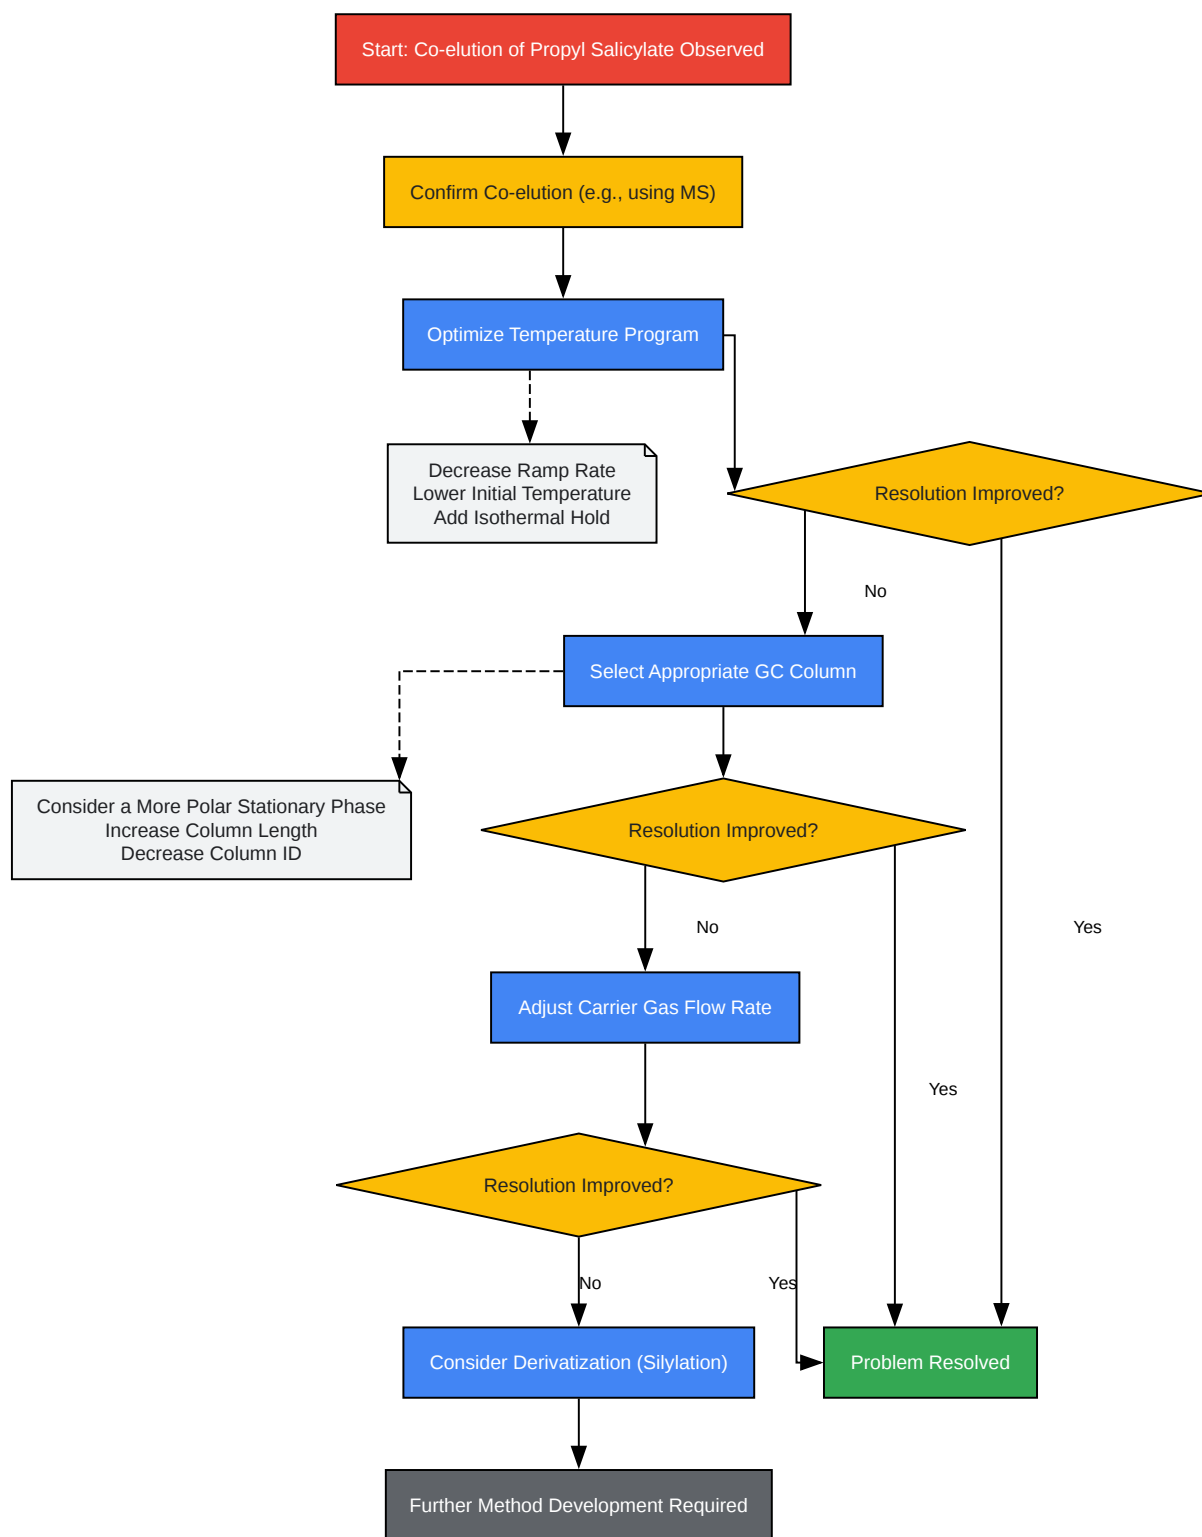 Start: Co-elution of Propyl Salicylate Observed
Confirm Co-elution (e.g., using MS)
Optimize Temperature Program
Decrease Ramp Rate
Lower Initial Temperature
Add Isothermal Hold
Resolution Improved?
No
Select Appropriate GC Column
Consider a More Polar Stationary Phase
Increase Column Length
Decrease Column ID
Resolution Improved?
No
Yes
Adjust Carrier Gas Flow Rate
Yes
Resolution Improved?
No
Yes
Consider Derivatization (Silylation)
Problem Resolved
Further Method Development Required